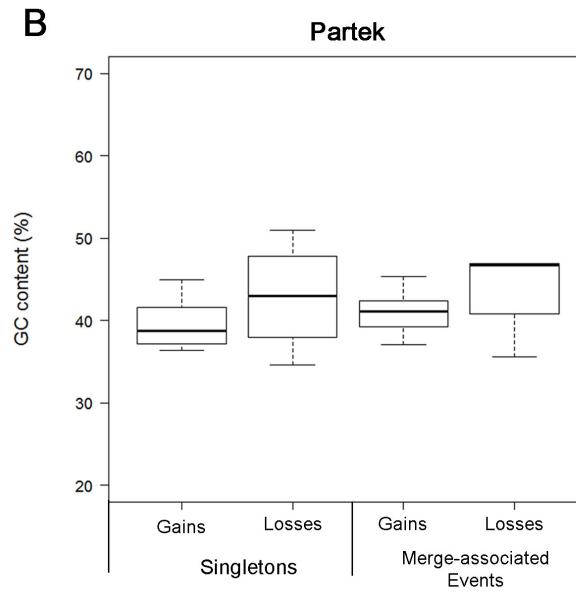 B
Partek
GC content (%)
70
60
50
40
30
20
Gains
Losses
Gains
Losses
Singletons
Merge-associated
Events